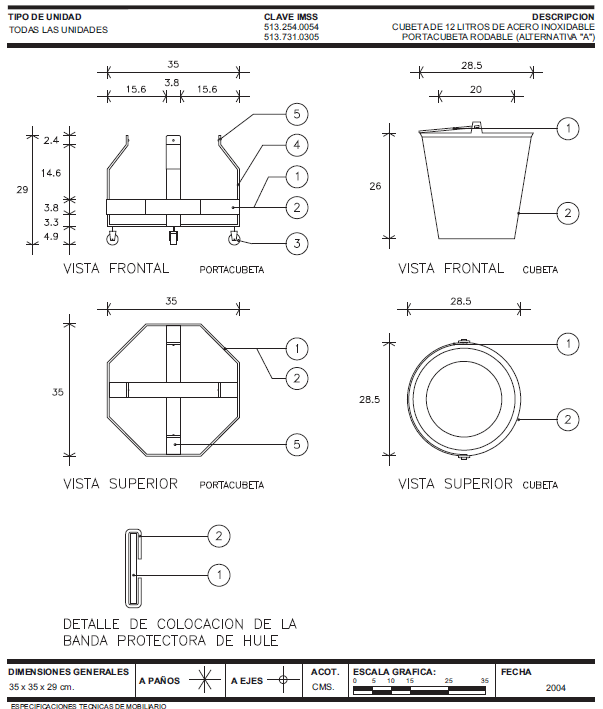 TIPO DE UNIDAD CLAVE IMSS DESCRIPCION
TODAS LAS UNIDADES 513.254.0054 CUBETA DE 12 LITROS DE ACERO INOXIDABLE
513.731.0305 PORTACUBETA RODABLE (ALTERNATIVA "A")
35
3.8
15.6 15.6
28.5
20
5
4
1
2
3
29
2.4
14.6
3.8
3.3
4.9
26
1
2
VISTA FRONTAL PORTACUBETA
VISTA FRONTAL CUBETA
35
35
1
2
5
28.5
28.5
1
2
VISTA SUPERIOR PORTACUBETA
VISTA SUPERIOR CUBETA
2
1
DETALLE DE COLOCACION DE LA
BANDA PROTECTORA DE HULE
DIMENSIONES GENERALES
35 x 35 x 29 cm.
A PAÑOS
A EJES
ACOT.
CMS.
ESCALA GRAFICA:
0 5 10 15 25 35
FECHA
2004
ESPECIFICACIONES TECNICAS DE MOBILIARIO